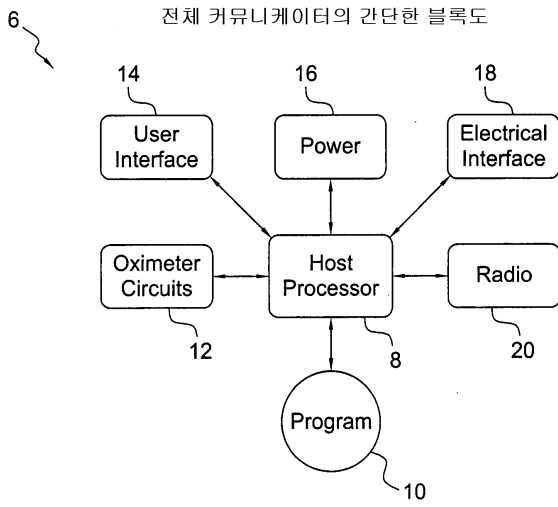 전체 커뮤니케이터의 간단한 블록도
6
14
16
18
User
Interface
Power
Electrical
Interface
Oximeter
Circuits
Host
Processor
Radio
12
8
20
Program
10